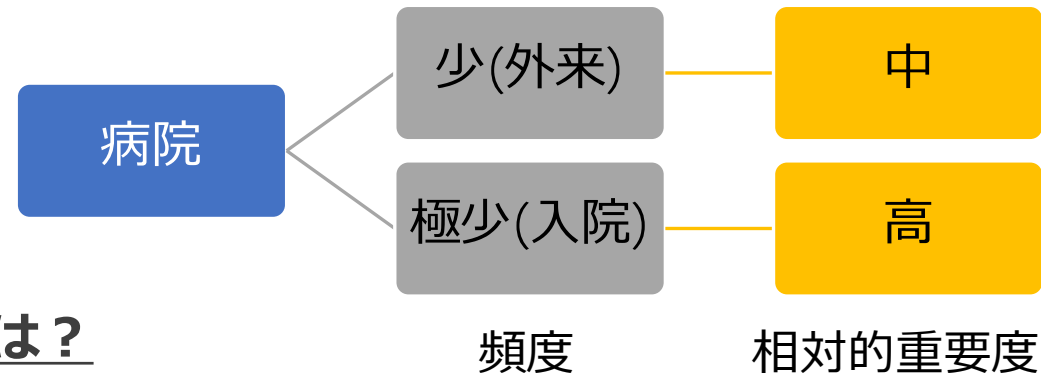 病院
少(外来)
中
極少(入院)
高
は？
頻度
相対的重要度